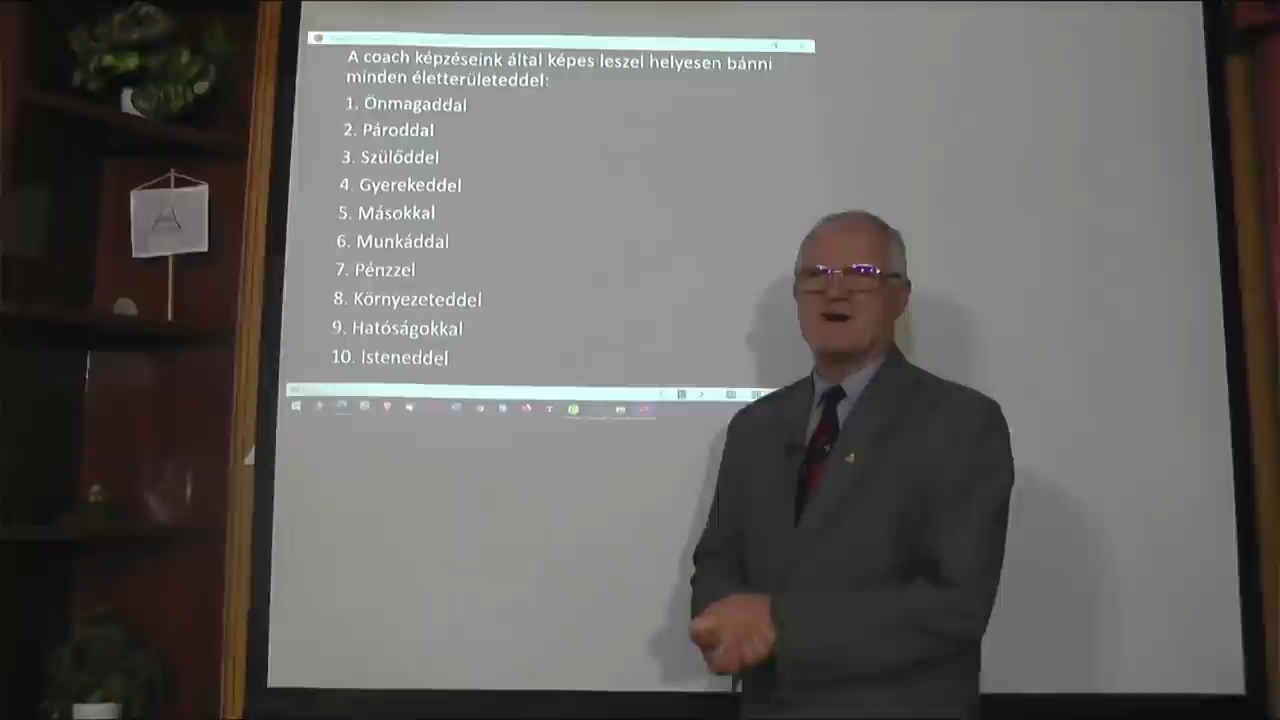 A coach képzéseink által képes leszel helyesen bánni
minden életterületeddel:
1. Önmagaddal
2. Pároddal
3. Szülőddel
4. Gyerekeddel
5. Másokkal
6. Munkáddal
7. Pénzzel
8. Környezeteddel
9. Hatóságokkal
10. Isteneddel